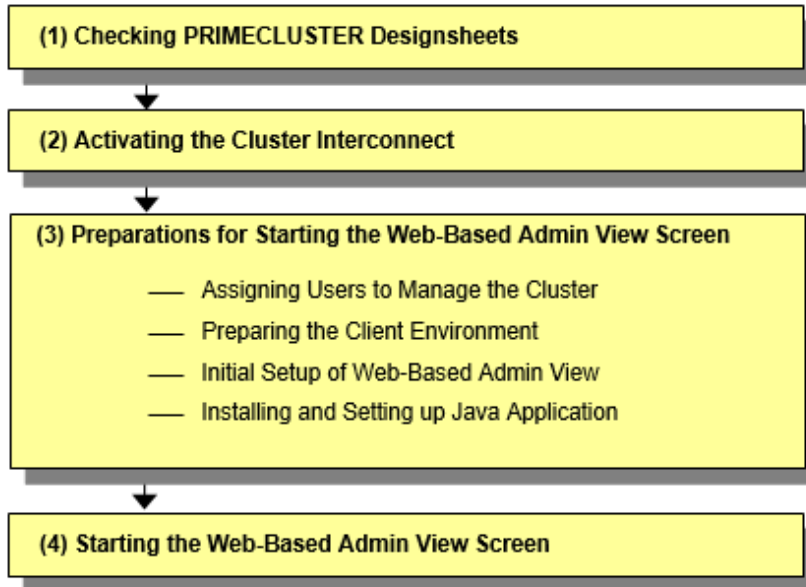 (1) Checking PRIMECLUSTER Designsheets
(2) Activating the Cluster Interconnect
(3) Preparations for Starting the Web-Based Admin View Screen
Assigning Users to Manage the Cluster
Preparing the Client Environment
Initial Setup of Web-Based Admin View
Installing and Setting up Java Application
(4) Starting the Web-Based Admin View Screen